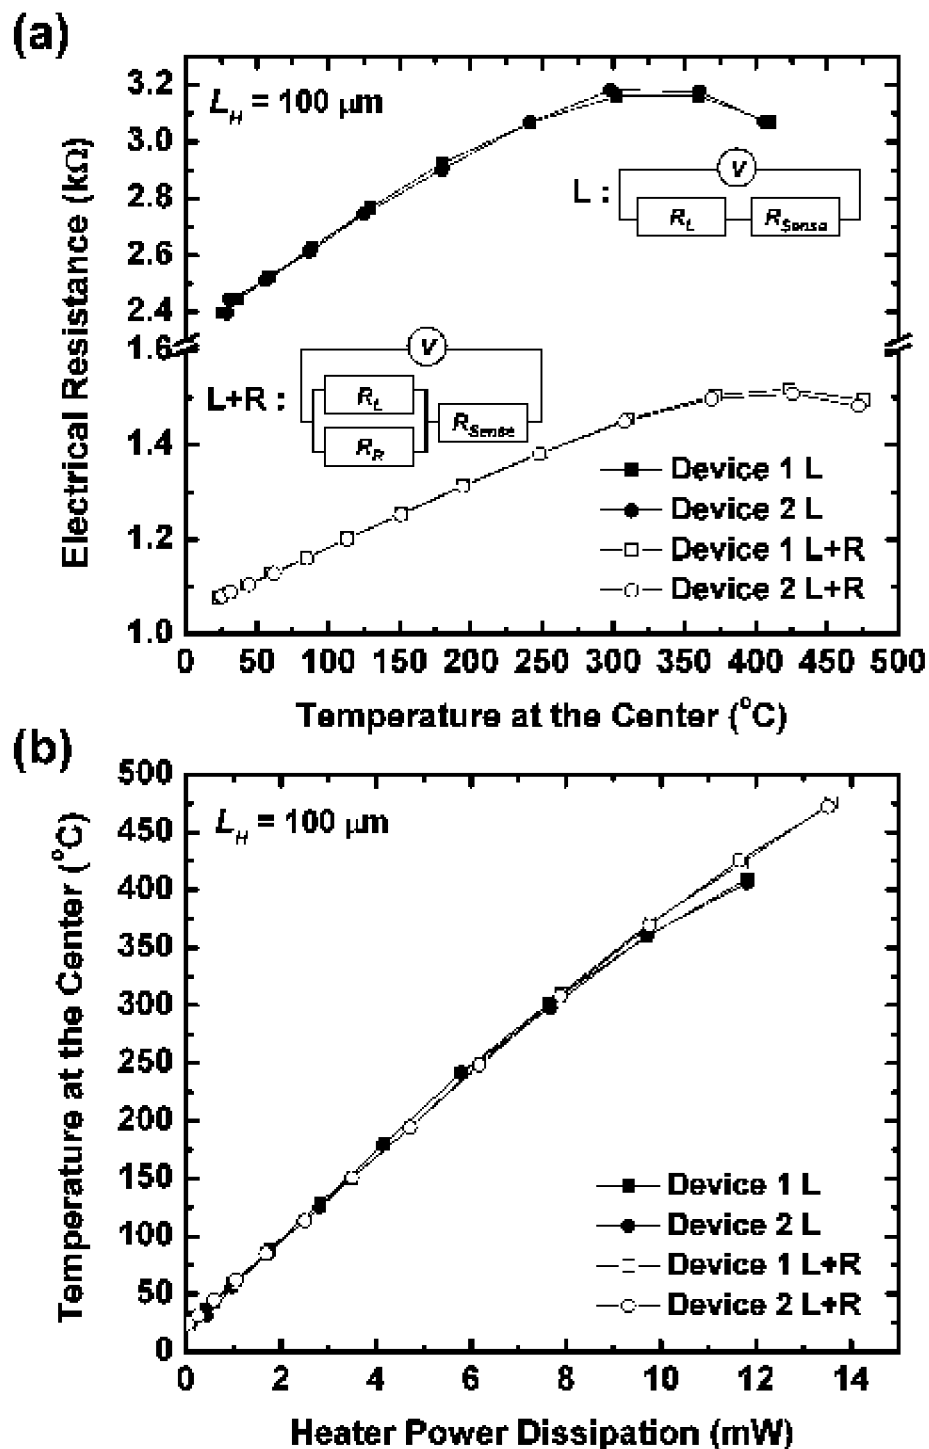 (a)
Electrical Resistance (kΩ)
3.2
3.0
2.8
2.6
2.4
1.6
1.6
1.4
1.2
1.0
L_H = 100 μm
L :
V
R_L
R_Sense
L+R :
V
R_L
R_R
R_Sense
Device 1 L
Device 2 L
Device 1 L+R
Device 2 L+R
0 50 100 150 200 250 300 350 400 450 500
Temperature at the Center (°C)
(b)
Temperature at the Center (°C)
500
450
400
350
300
250
200
150
100
50
0
L_H = 100 μm
Device 1 L
Device 2 L
Device 1 L+R
Device 2 L+R
0 2 4 6 8 10 12 14
Heater Power Dissipation (mW)